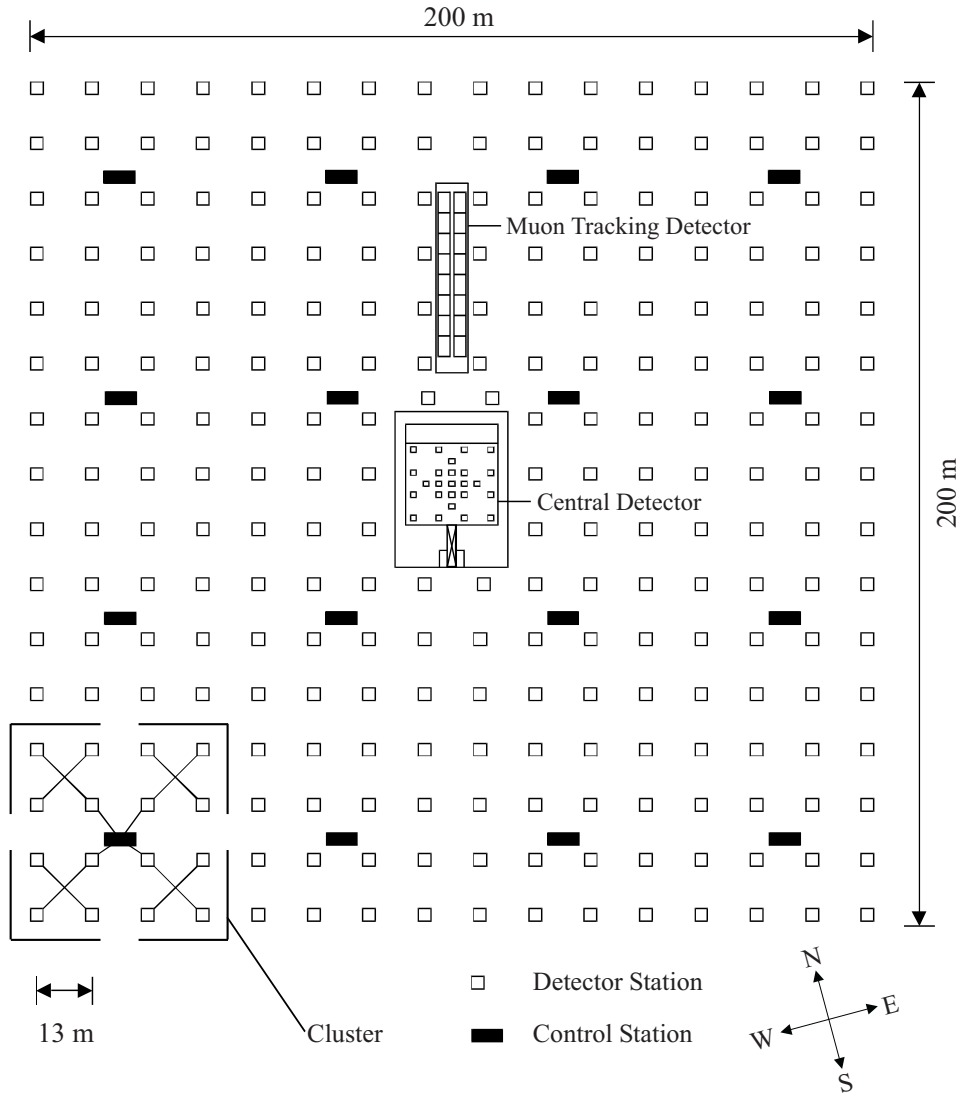 200 m
Muon Tracking Detector
Central Detector
200 m
N
Detector Station
E
13 m
Cluster
Control Station
W
S